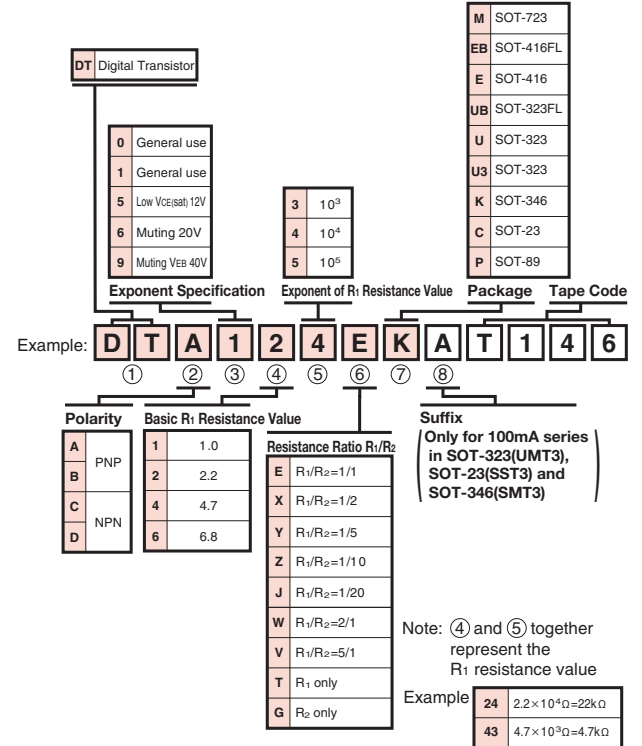 DT Digital Transistor
0 General use
1 General use
5 Low VCE(sat) 12V
6 Muting 20V
9 Muting VEB 40V
3 10³
4 10⁴
5 10⁵
M SOT-723
EB SOT-416FL
E SOT-416
UB SOT-323FL
U SOT-323
U3 SOT-323
K SOT-346
C SOT-23
P SOT-89
Exponent Specification
Exponent of R1 Resistance Value
Package
Tape Code
Example: D T A 1 2 4 E K A T 1 4 6
① ② ③ ④ ⑤ ⑥ ⑦ ⑧
Polarity
A PNP
B
C NPN
D
Basic R1 Resistance Value
1 1.0
2 2.2
4 4.7
6 6.8
Resistance Ratio R1/R2
E R1/R2=1/1
X R1/R2=1/2
Y R1/R2=1/5
Z R1/R2=1/10
J R1/R2=1/20
W R1/R2=2/1
V R1/R2=5/1
T R1 only
G R2 only
Suffix
(Only for 100mA series
in SOT-323(UMT3),
SOT-23(SST3) and
SOT-346(SMT3))
Note: ④ and ⑤ together
represent the
R1 resistance value
Example
24 2.2×10⁴Ω=22kΩ
43 4.7×10³Ω=4.7kΩ